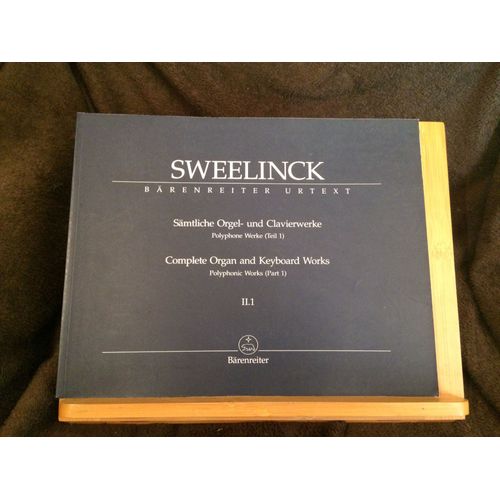 SWEELINCK
BÄRENREITER URTEXT
Sämtliche Orgel- und Clavierwerke
Polyphone Werke (Teil 1)
Complete Organ and Keyboard Works
Polyphonic Works (Part 1)
II.1
Bärenreiter